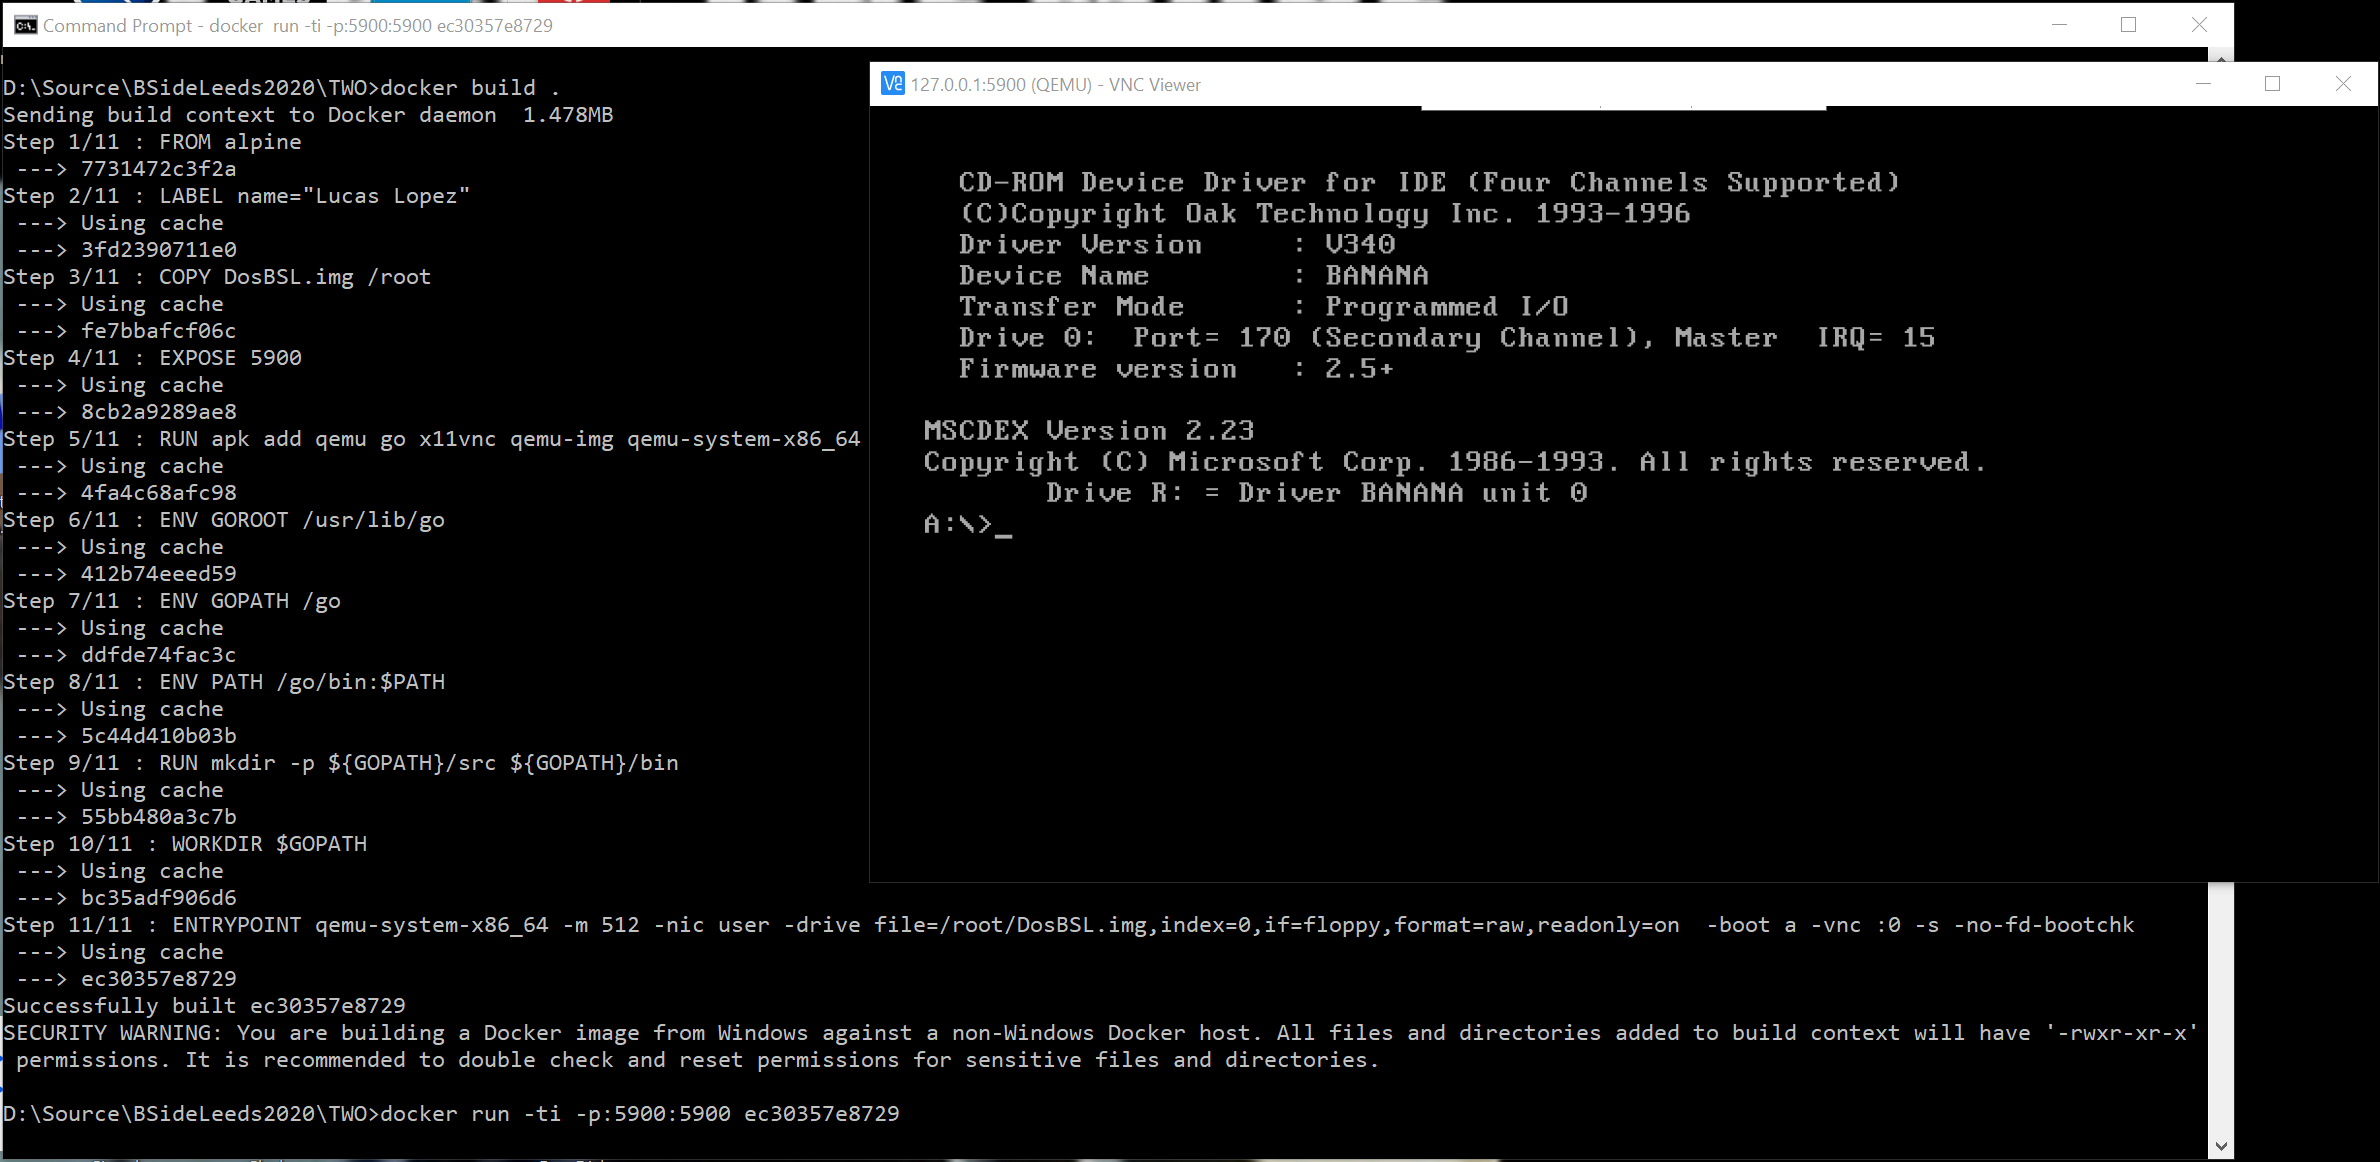 Command Prompt - docker  run -ti -p:5900:5900 ec30357e8729
D:\Source\BSideLeeds2020\TWO>docker build .
Sending build context to Docker daemon  1.478MB
Step 1/11 : FROM alpine
 ---> 7731472c3f2a
Step 2/11 : LABEL name="Lucas Lopez"
 ---> Using cache
 ---> 3fd2390711e0
Step 3/11 : COPY DosBSL.img /root
 ---> Using cache
 ---> fe7bbafcf06c
Step 4/11 : EXPOSE 5900
 ---> Using cache
 ---> 8cb2a9289ae8
Step 5/11 : RUN apk add qemu go x11vnc qemu-img qemu-system-x86_64
 ---> Using cache
 ---> 4fa4c68afc98
Step 6/11 : ENV GOROOT /usr/lib/go
 ---> Using cache
 ---> 412b74eeed59
Step 7/11 : ENV GOPATH /go
 ---> Using cache
 ---> ddfde74fac3c
Step 8/11 : ENV PATH /go/bin:$PATH
 ---> Using cache
 ---> 5c44d410b03b
Step 9/11 : RUN mkdir -p ${GOPATH}/src ${GOPATH}/bin
 ---> Using cache
 ---> 55bb480a3c7b
Step 10/11 : WORKDIR $GOPATH
 ---> Using cache
 ---> bc35adf906d6
Step 11/11 : ENTRYPOINT qemu-system-x86_64 -m 512 -nic user -drive file=/root/DosBSL.img,index=0,if=floppy,format=raw,readonly=on  -boot a -vnc :0 -s -no-fd-bootchk
 ---> Using cache
 ---> ec30357e8729
Successfully built ec30357e8729
SECURITY WARNING: You are building a Docker image from Windows against a non-Windows Docker host. All files and directories added to build context will have '-rwxr-xr-x'
 permissions. It is recommended to double check and reset permissions for sensitive files and directories.
D:\Source\BSideLeeds2020\TWO>docker run -ti -p:5900:5900 ec30357e8729
127.0.0.1:5900 (QEMU) - VNC Viewer
CD-ROM Device Driver for IDE (Four Channels Supported)
(C)Copyright Oak Technology Inc. 1993-1996
Driver Version     : V340
Device Name        : BANANA
Transfer Mode      : Programmed I/O
Drive 0:  Port= 170 (Secondary Channel), Master  IRQ= 15
Firmware version   : 2.5+
MSCDEX Version 2.23
Copyright (C) Microsoft Corp. 1986-1993. All rights reserved.
Drive R: = Driver BANANA unit 0
A:\>_